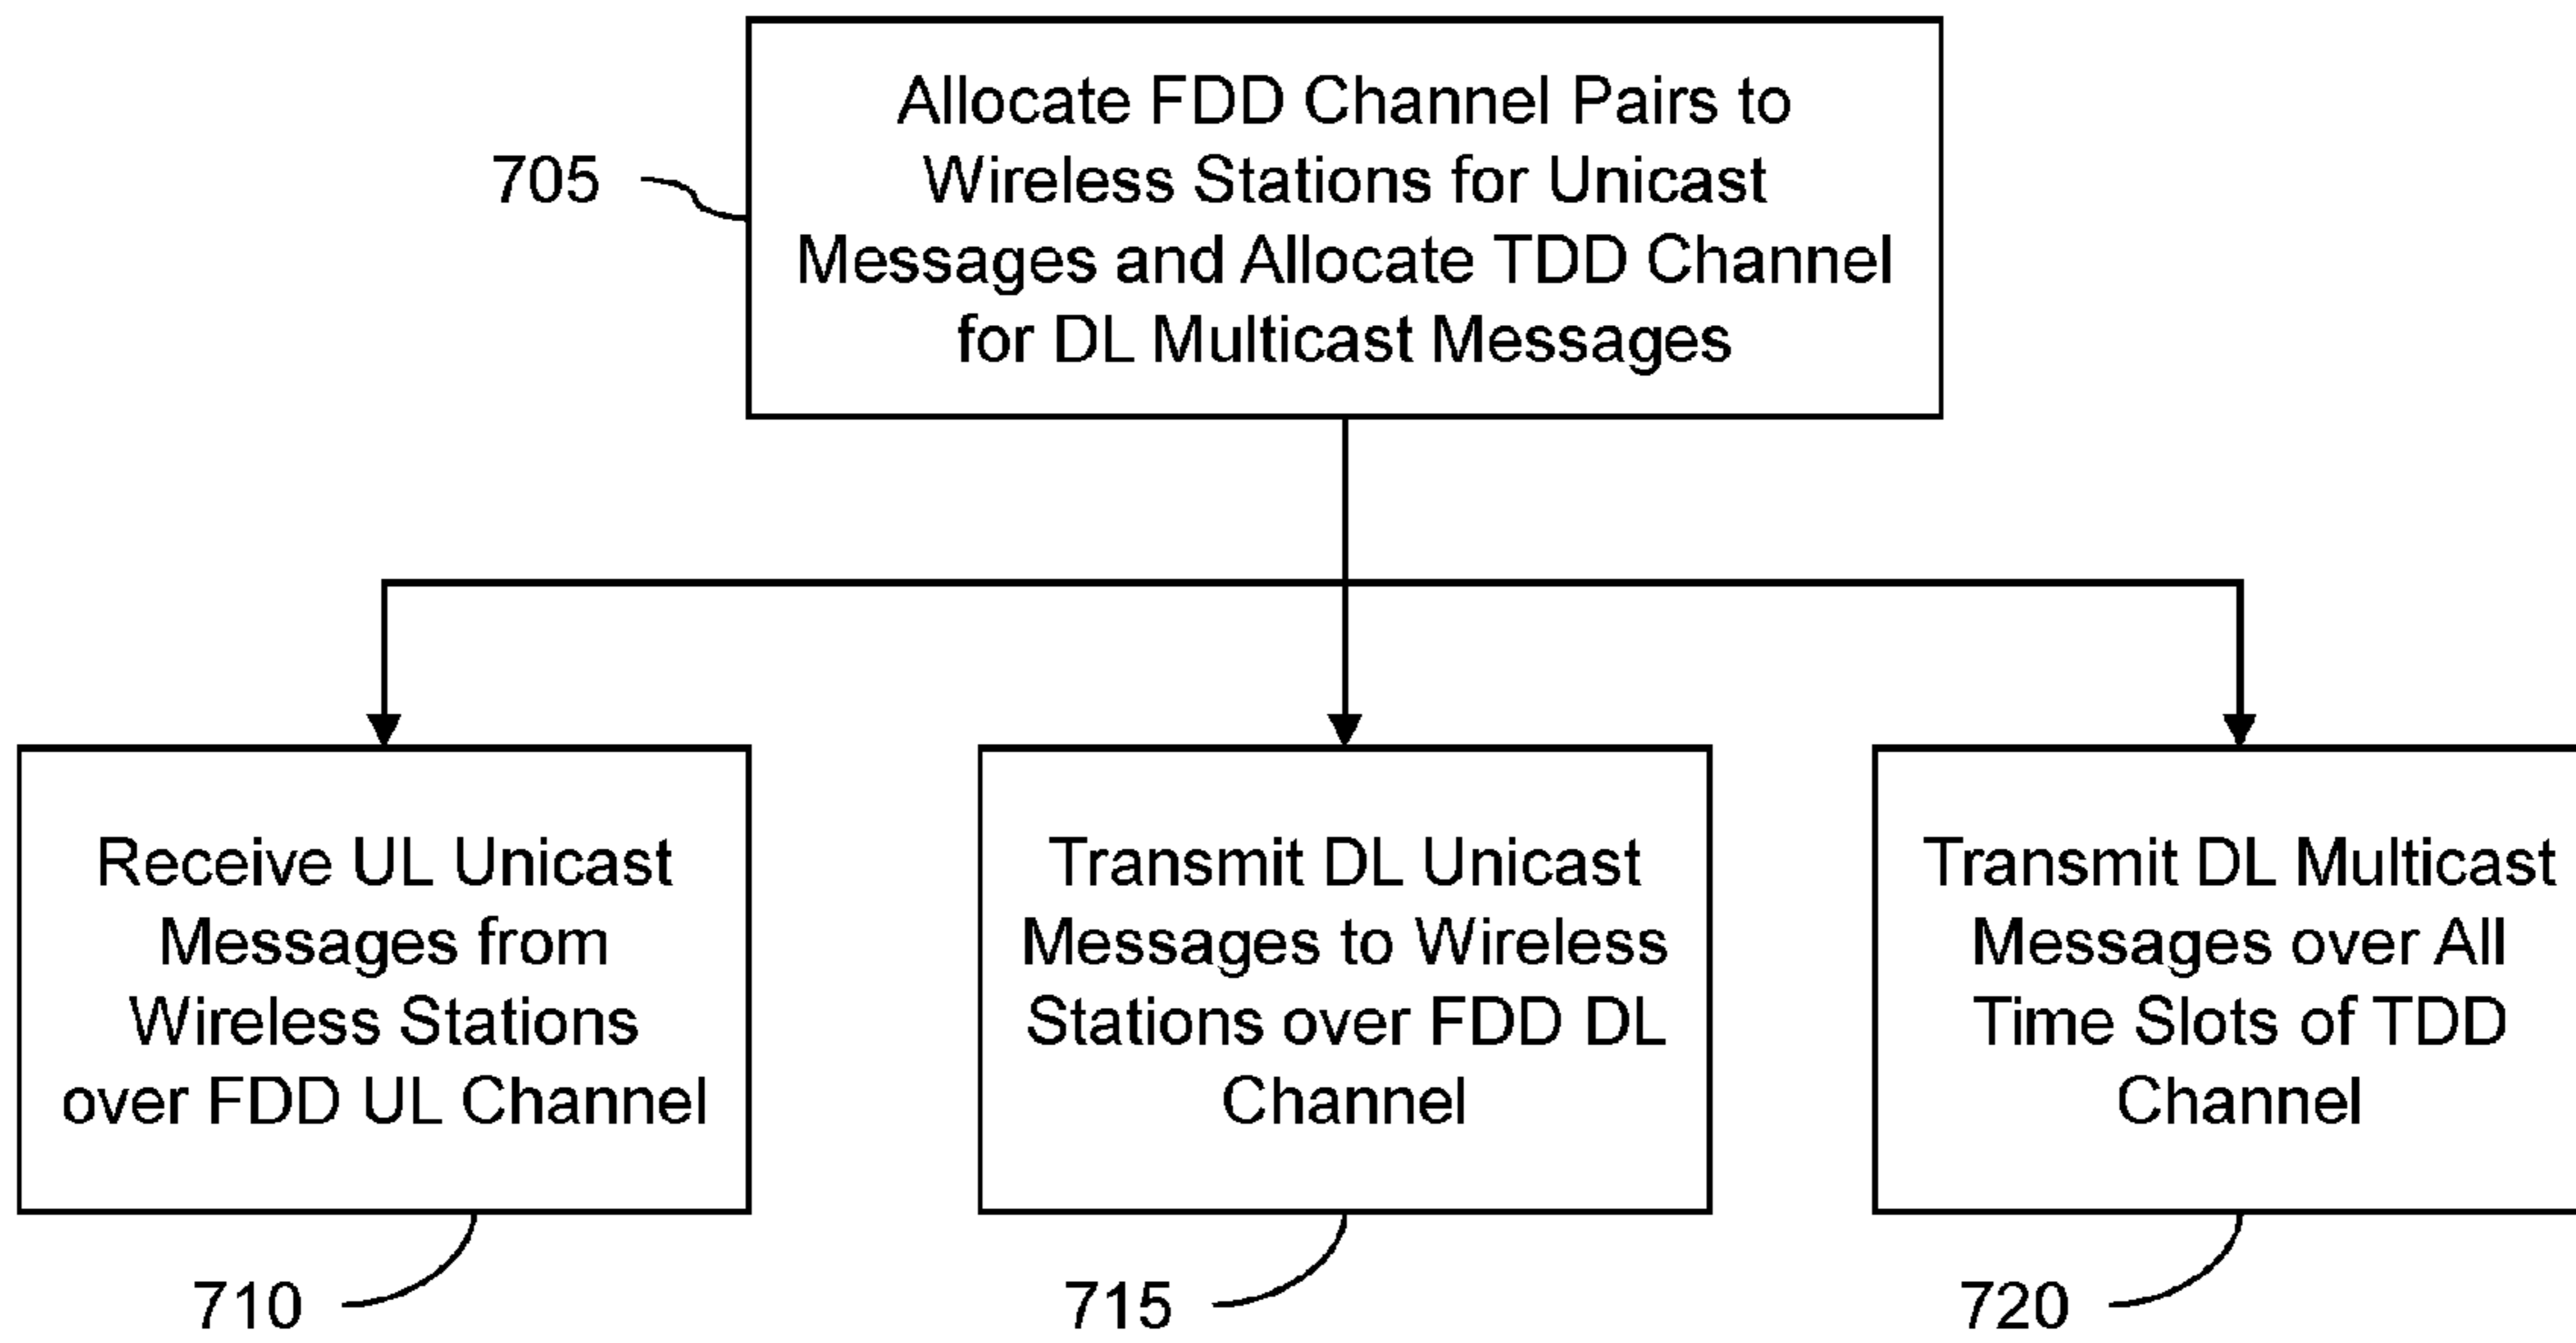 Allocate FDD Channel Pairs to
Wireless Stations for Unicast
Messages and Allocate TDD Channel
for DL Multicast Messages
705
Receive UL Unicast
Messages from
Wireless Stations
over FDD UL Channel
Transmit DL Unicast
Messages to Wireless
Stations over FDD DL
Channel
Transmit DL Multicast
Messages over All
Time Slots of TDD
Channel
710
715
720